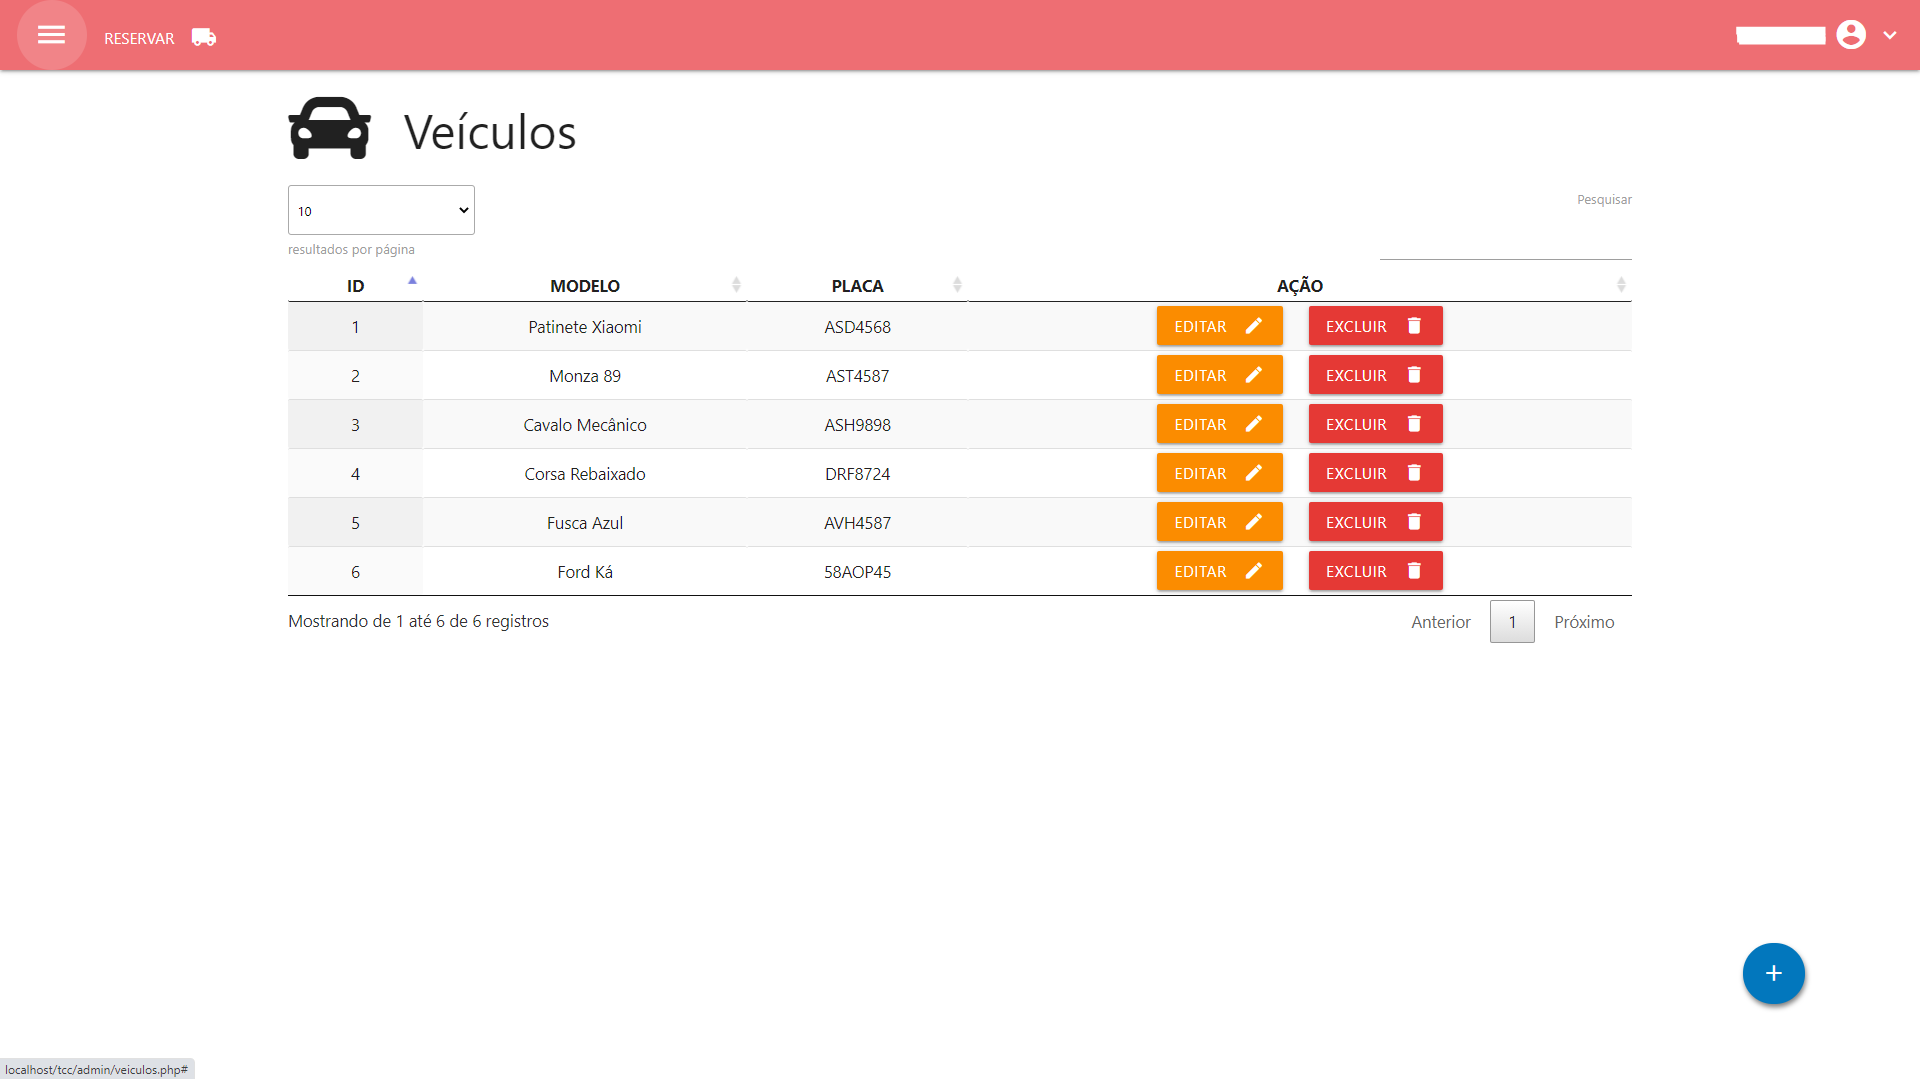 RESERVAR
Veículos
10
resultados por página
Pesquisar
ID MODELO PLACA AÇÃO
1 Patinete Xiaomi ASD4568 EDITAR EXCLUIR
2 Monza 89 AST4587 EDITAR EXCLUIR
3 Cavalo Mecânico ASH9898 EDITAR EXCLUIR
4 Corsa Rebaixado DRF8724 EDITAR EXCLUIR
5 Fusca Azul AVH4587 EDITAR EXCLUIR
6 Ford Ká 58AOP45 EDITAR EXCLUIR
Mostrando de 1 até 6 de 6 registros
Anterior 1 Próximo
+
localhost/tcc/admin/veiculos.php#